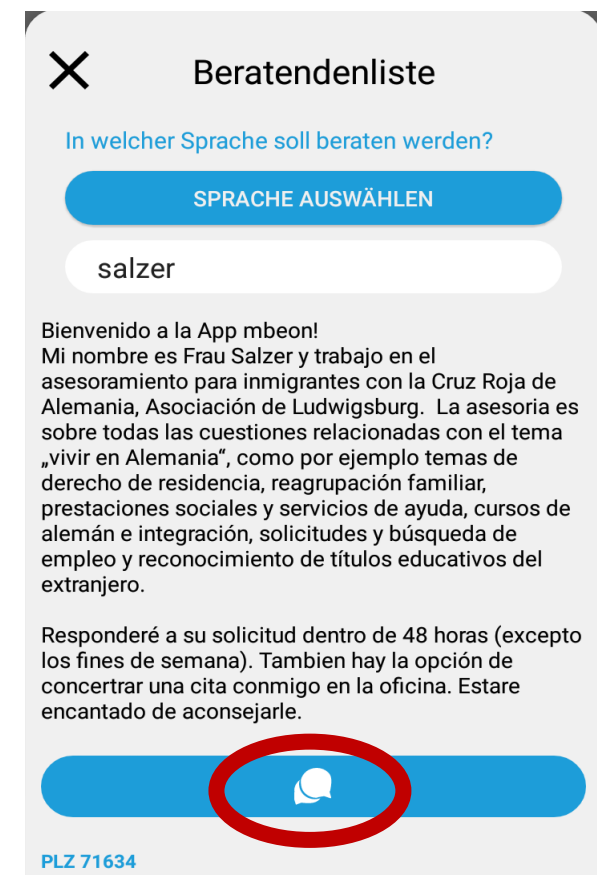 Beratendenliste
In welcher Sprache soll beraten werden?
SPRACHE AUSWÄHLEN
salzer
Bienvenido a la App mbeon!
Mi nombre es Frau Salzer y trabajo en el
asesoramiento para inmigrantes con la Cruz Roja de
Alemania, Asociación de Ludwigsburg.  La asesoria es
sobre todas las cuestiones relacionadas con el tema
„vivir en Alemania“, como por ejemplo temas de
derecho de residencia, reagrupación familiar,
prestaciones sociales y servicios de ayuda, cursos de
alemán e integración, solicitudes y búsqueda de
empleo y reconocimiento de títulos educativos del
extranjero.
Responderé a su solicitud dentro de 48 horas (excepto
los fines de semana). Tambien hay la opción de
concertrar una cita conmigo en la oficina. Estare
encantado de aconsejarle.
PLZ 71634